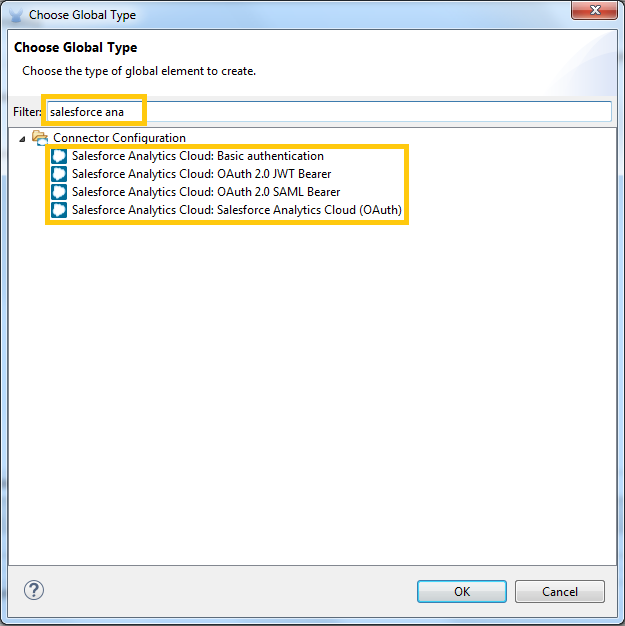 Choose Global Type
Choose Global Type
Choose the type of global element to create.
Filter: salesforce ana
Connector Configuration
Salesforce Analytics Cloud: Basic authentication
Salesforce Analytics Cloud: OAuth 2.0 JWT Bearer
Salesforce Analytics Cloud: OAuth 2.0 SAML Bearer
Salesforce Analytics Cloud: Salesforce Analytics Cloud (OAuth)
?
OK Cancel